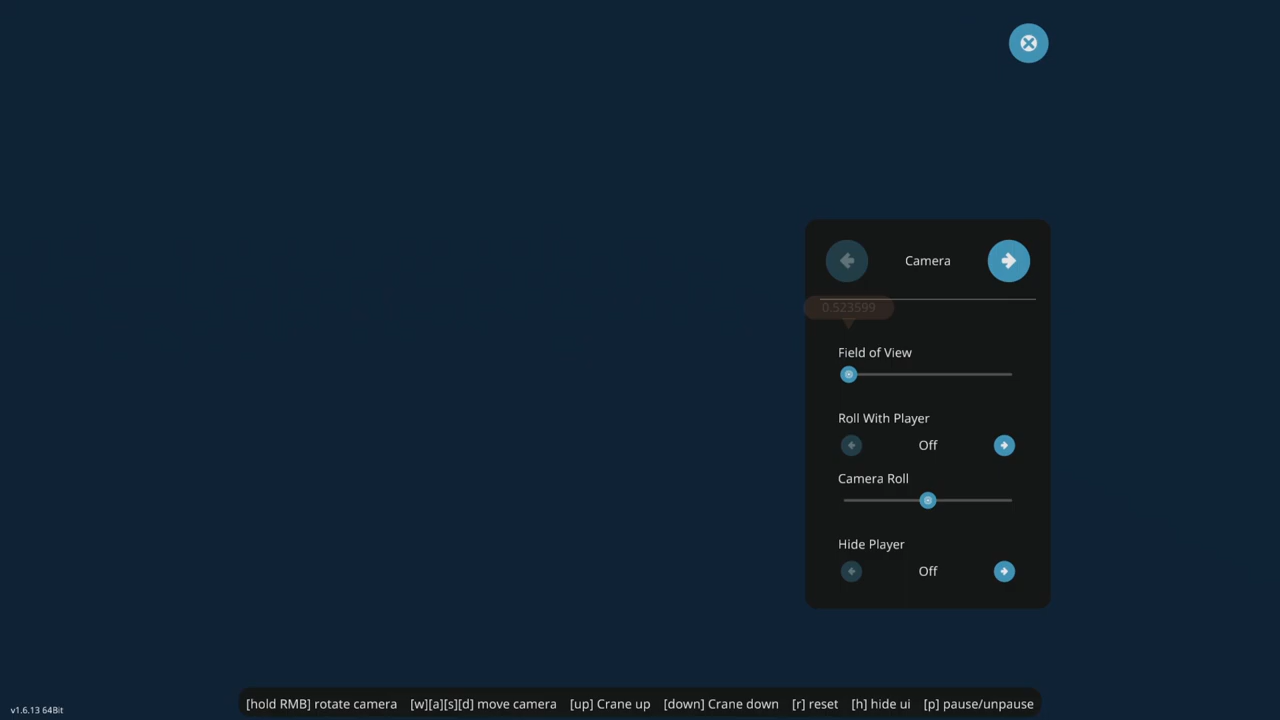 Camera
0.523599
Field of View
Roll With Player
Off
Camera Roll
Hide Player
Off
[hold RMB] rotate camera [w][a][s][d] move camera [up] Crane up [down] Crane down [r] reset [h] hide ui [p] pause/unpause
v1.6.13 64Bit